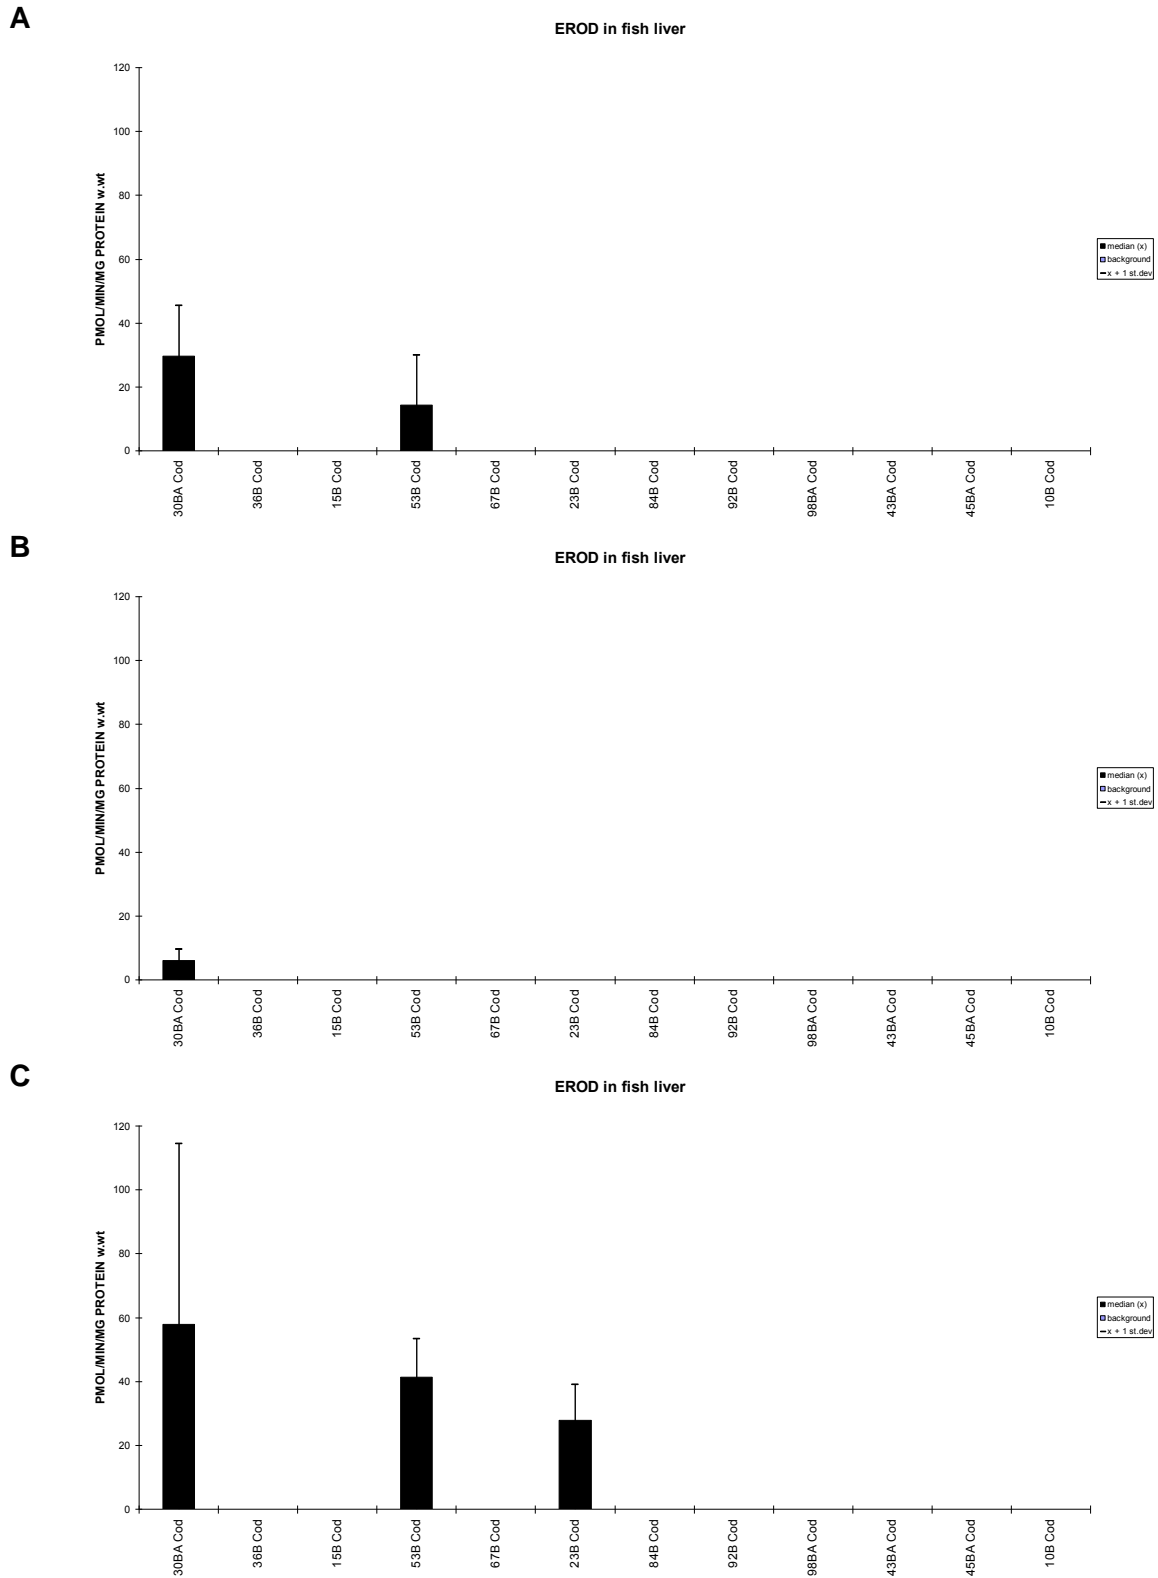 A
EROD in fish liver
PMOL/MIN/MG PROTEIN w.wt
120
100
80
60
40
20
0
30BA Cod
36B Cod
15B Cod
53B Cod
67B Cod
23B Cod
84B Cod
92B Cod
98BA Cod
43BA Cod
45BA Cod
10B Cod
median (x)
background
x + 1 st.dev
B
EROD in fish liver
PMOL/MIN/MG PROTEIN w.wt
120
100
80
60
40
20
0
30BA Cod
36B Cod
15B Cod
53B Cod
67B Cod
23B Cod
84B Cod
92B Cod
98BA Cod
43BA Cod
45BA Cod
10B Cod
median (x)
background
x + 1 st.dev
C
EROD in fish liver
PMOL/MIN/MG PROTEIN w.wt
120
100
80
60
40
20
0
30BA Cod
36B Cod
15B Cod
53B Cod
67B Cod
23B Cod
84B Cod
92B Cod
98BA Cod
43BA Cod
45BA Cod
10B Cod
median (x)
background
x + 1 st.dev